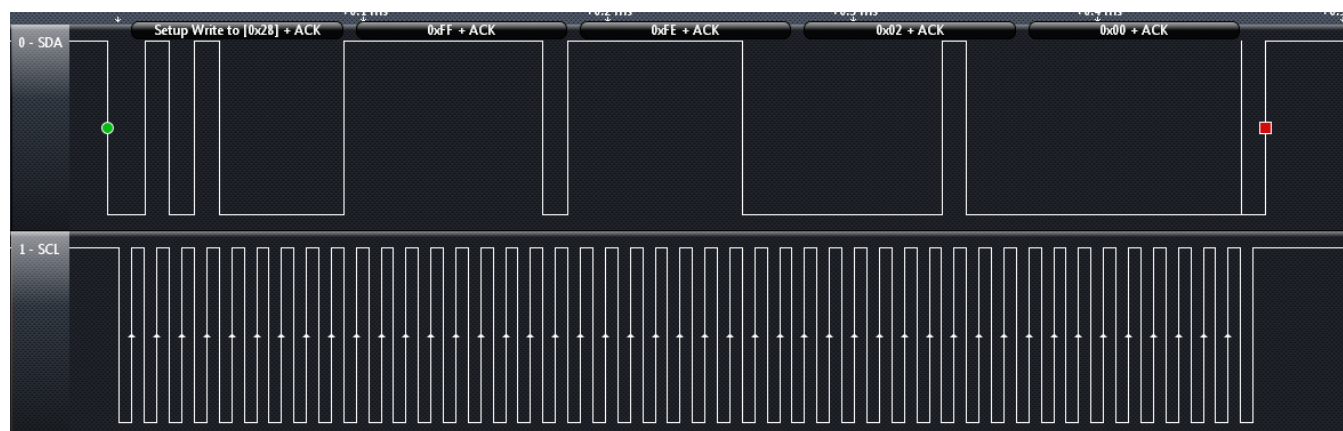 Setup Write to [0x28] + ACK
0xFF + ACK
0xFE + ACK
0x02 + ACK
0x00 + ACK
0 - SDA
1 - SCL